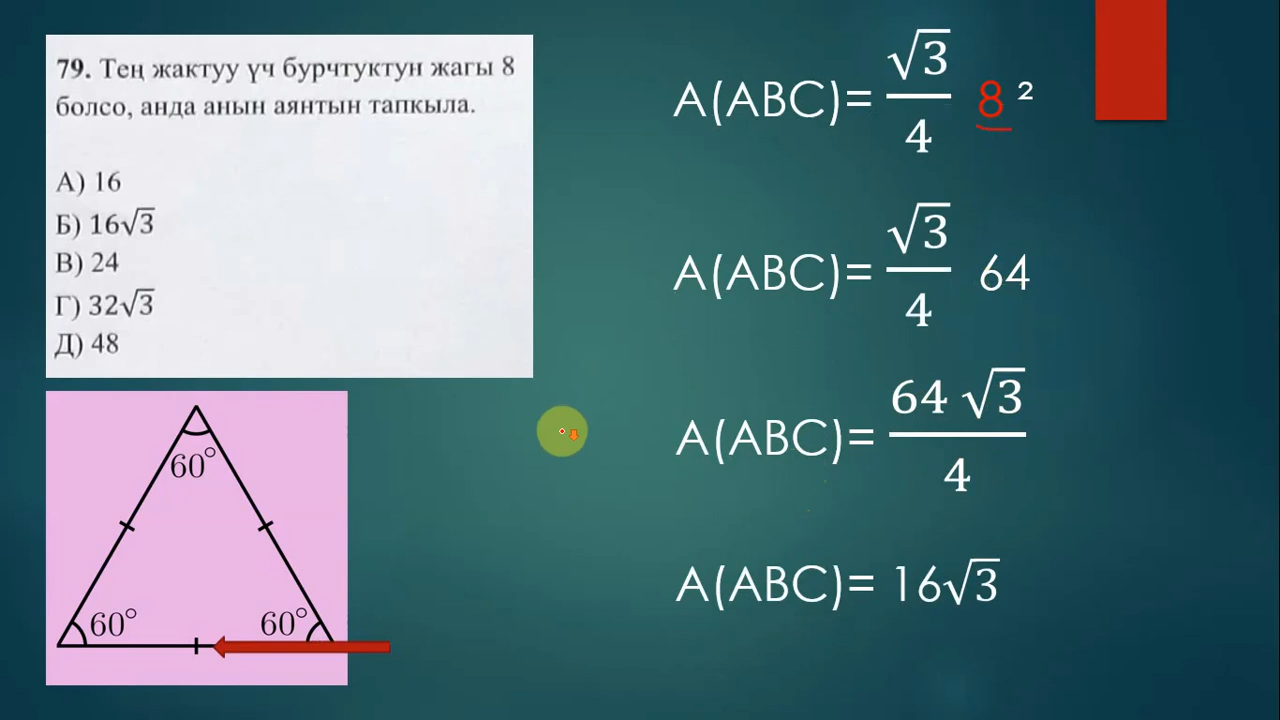 79. Тең жактуу үч бурчтуктун жагы 8
болсо, анда анын аянтын тапкыла.
А) 16
Б) 16√3
В) 24
Г) 32√3
Д) 48
60°
60°
60°
A(ABC)= √3/4 8²
A(ABC)= √3/4 64
A(ABC)= 64 √3/4
A(ABC)= 16√3